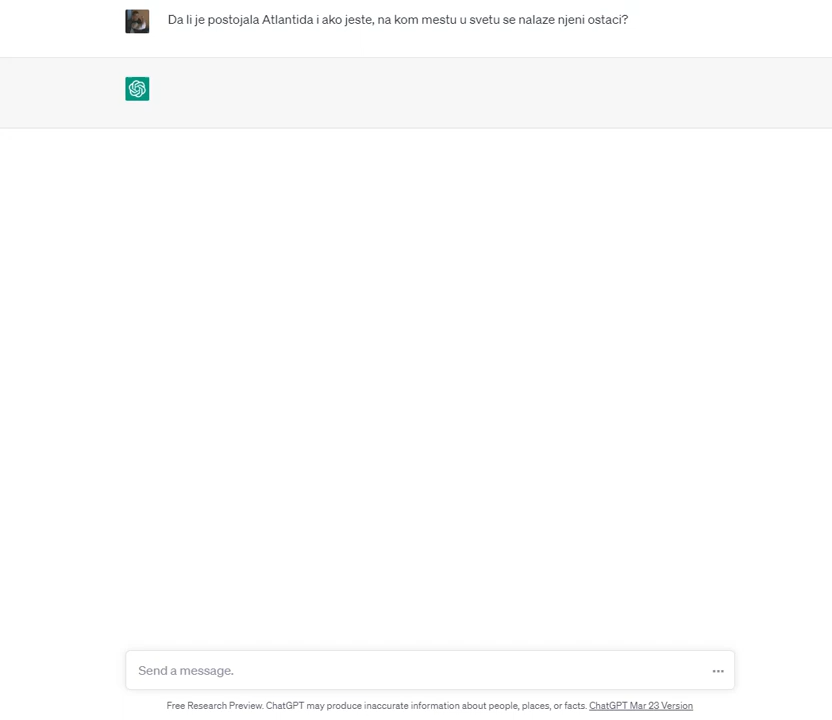 Da li je postojala Atlantida i ako jeste, na kom mestu u svetu se nalaze njeni ostaci?
Send a message.
Free Research Preview. ChatGPT may produce inaccurate information about people, places, or facts. ChatGPT Mar 23 Version